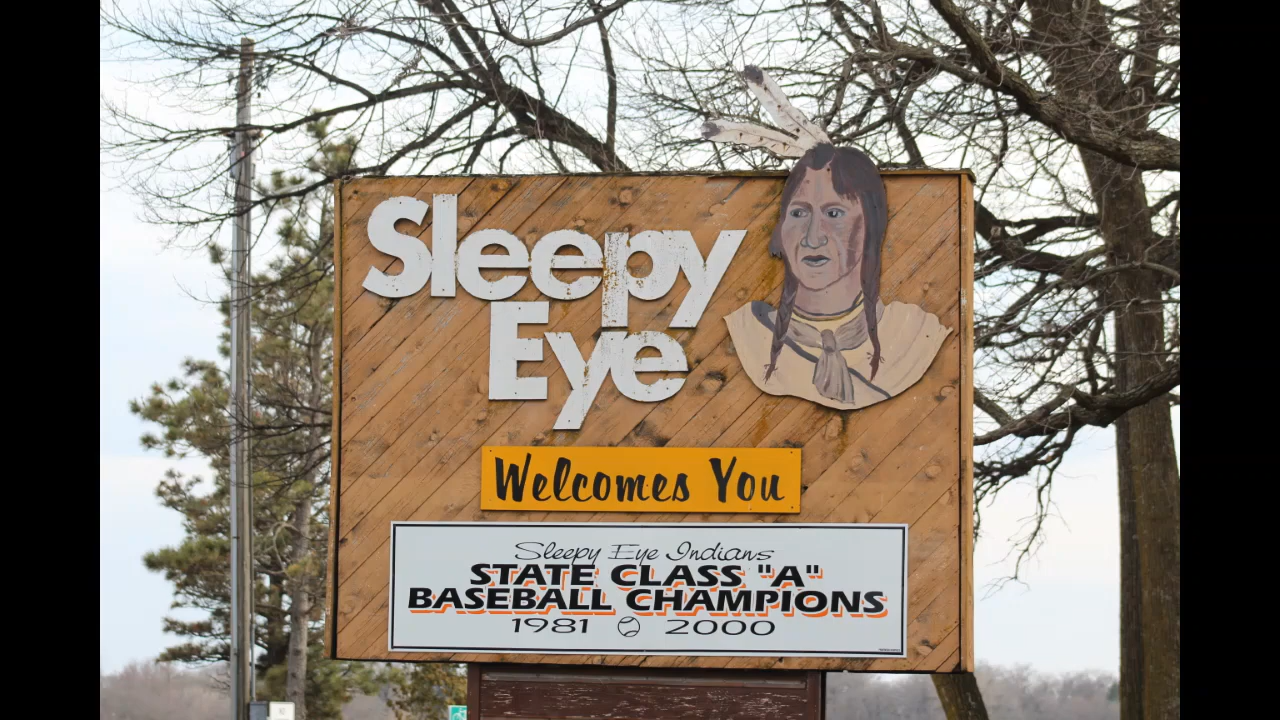 Sleepy
Eye
Welcomes You
Sleepy Eye Indians
STATE CLASS "A"
BASEBALL CHAMPIONS
1981 2000